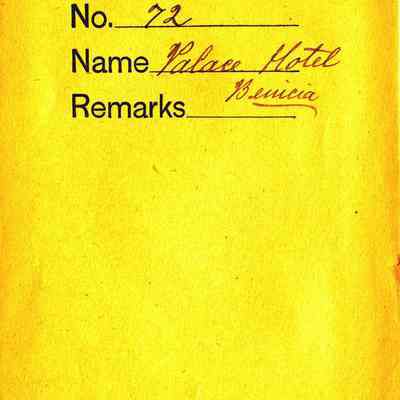 No. 72
Name Palace Hotel
Benicia
Remarks